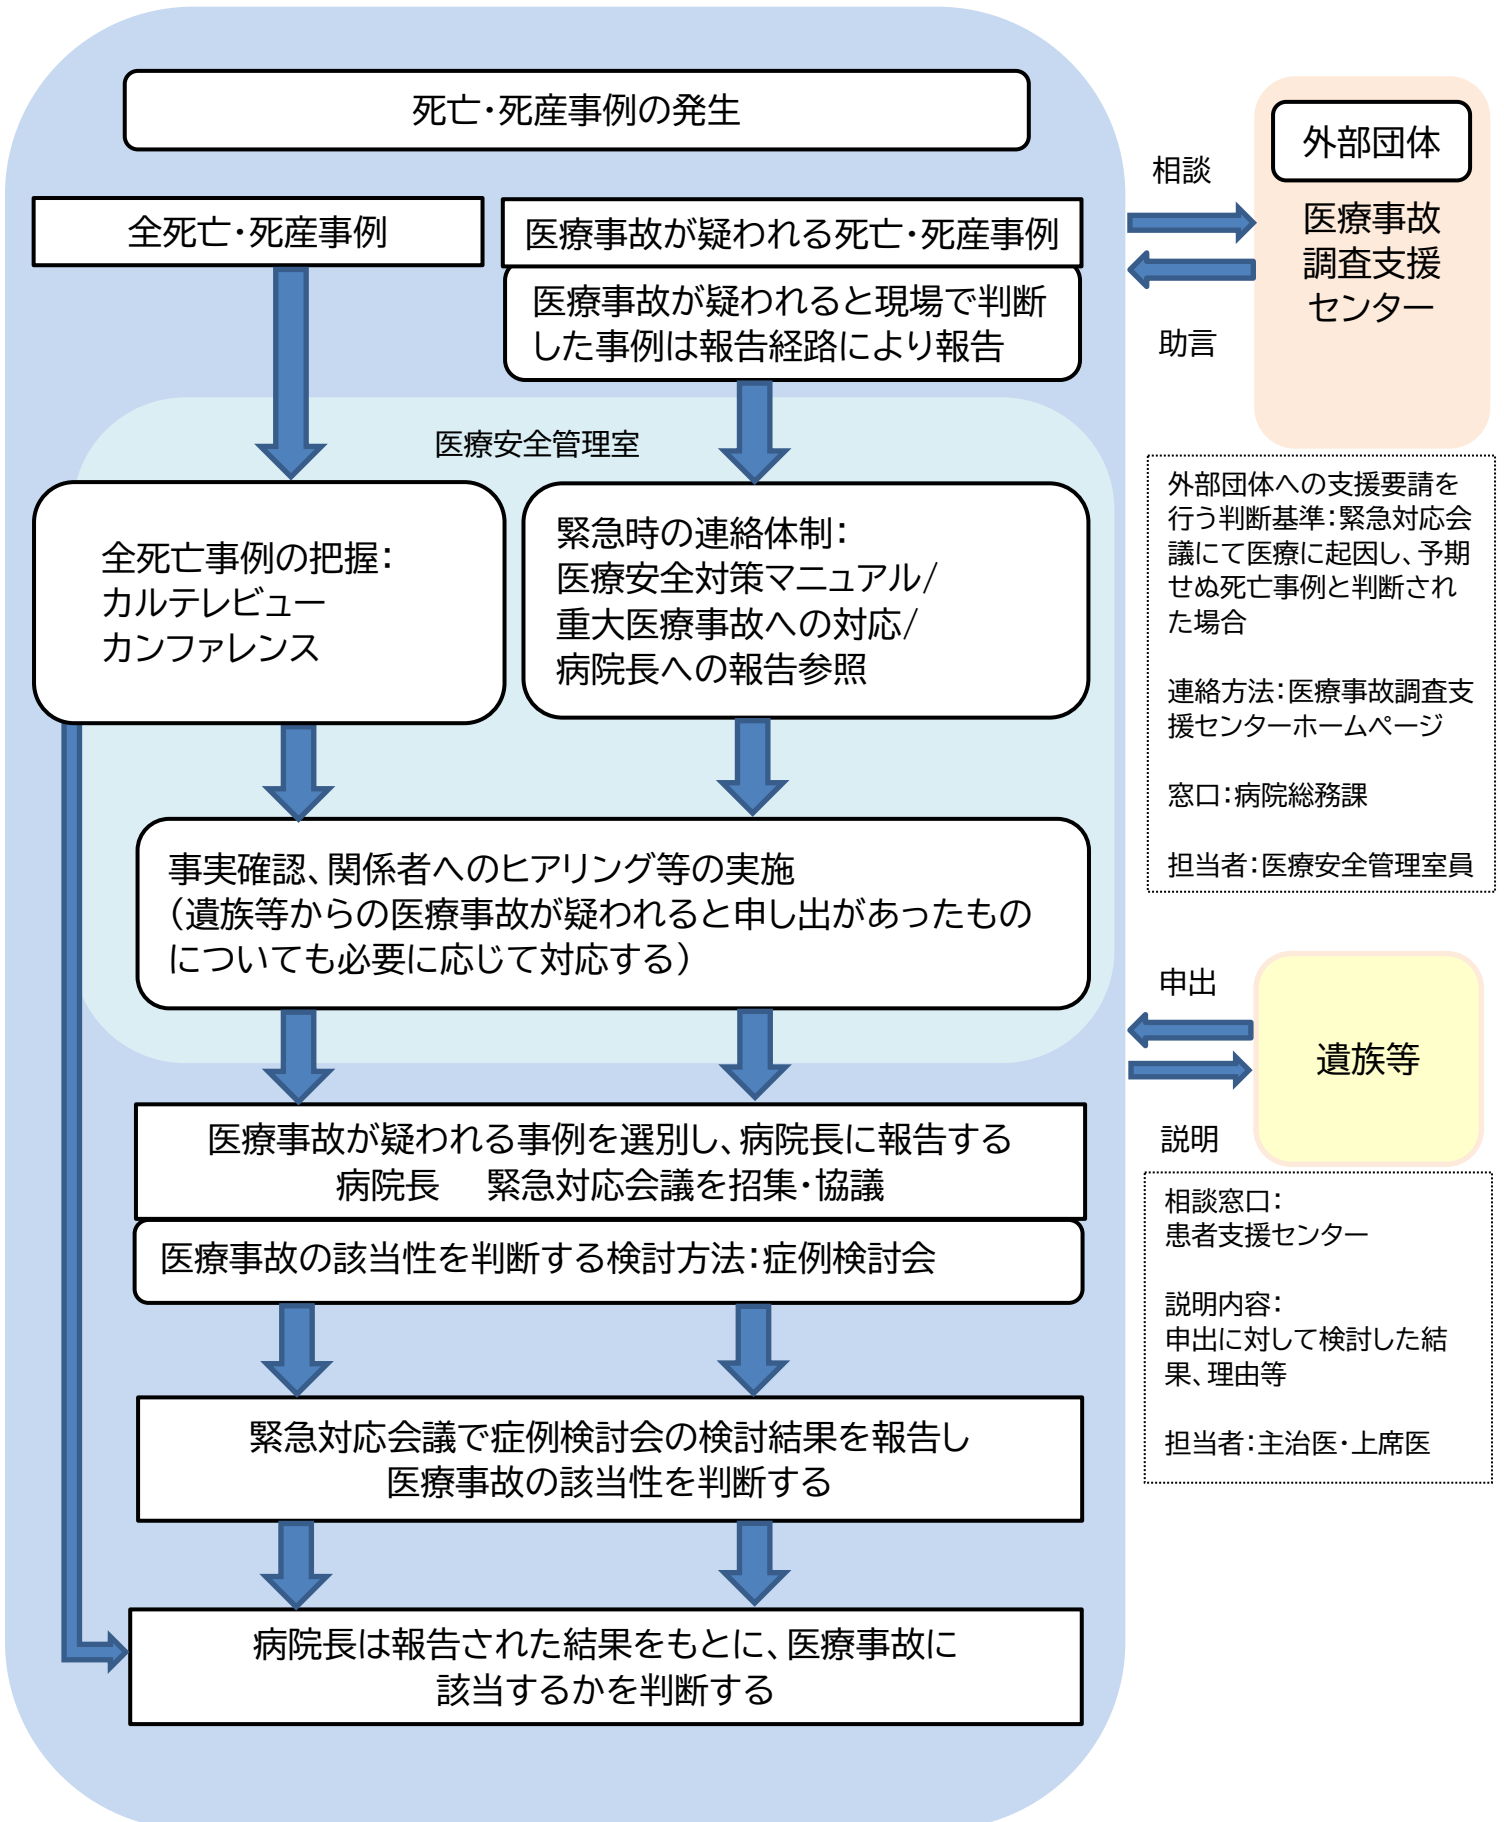 死亡・死産事例の発生
全死亡・死産事例
医療事故が疑われる死亡・死産事例
医療事故が疑われると現場で判断
した事例は報告経路により報告
医療安全管理室
全死亡事例の把握：
カルテレビュー
カンファレンス
緊急時の連絡体制：
医療安全対策マニュアル/
重大医療事故への対応/
病院長への報告参照
事実確認、関係者へのヒアリング等の実施
（遺族等からの医療事故が疑われると申し出があったもの
についても必要に応じて対応する）
医療事故が疑われる事例を選別し、病院長に報告する
病院長　緊急対応会議を招集・協議
医療事故の該当性を判断する検討方法：症例検討会
緊急対応会議で症例検討会の検討結果を報告し
医療事故の該当性を判断する
病院長は報告された結果をもとに、医療事故に
該当するかを判断する
相談
助言
外部団体
医療事故
調査支援
センター
外部団体への支援要請を
行う判断基準：緊急対応会
議にて医療に起因し、予期
せぬ死亡事例と判断され
た場合
連絡方法：医療事故調査支
援センターホームページ
窓口：病院総務課
担当者：医療安全管理室員
申出
説明
遺族等
相談窓口：
患者支援センター
説明内容：
申出に対して検討した結
果、理由等
担当者：主治医・上席医